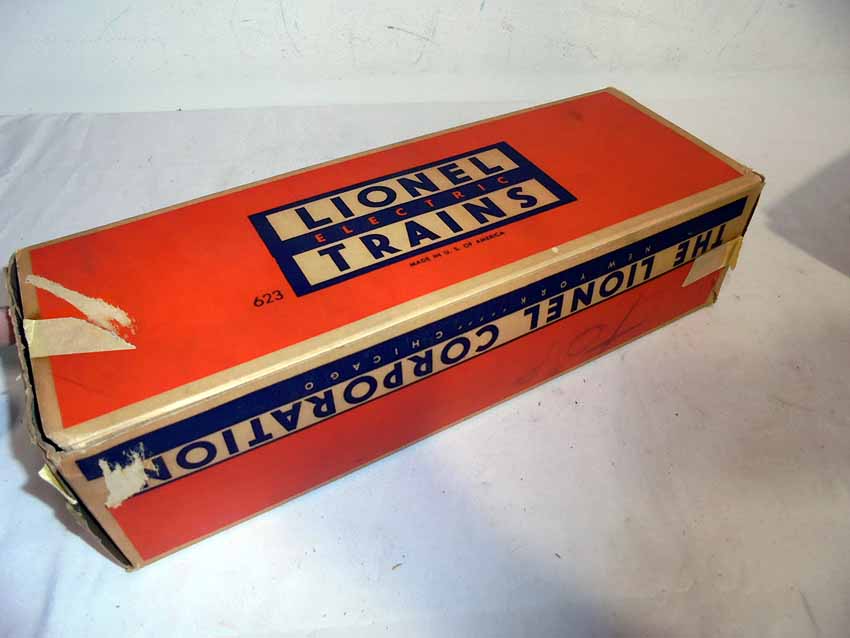 LIONEL
ELECTRIC
TRAINS
MADE IN U. S. OF AMERICA
623
THE LIONEL CORPORATION
NEW YORK ...... CHICAGO